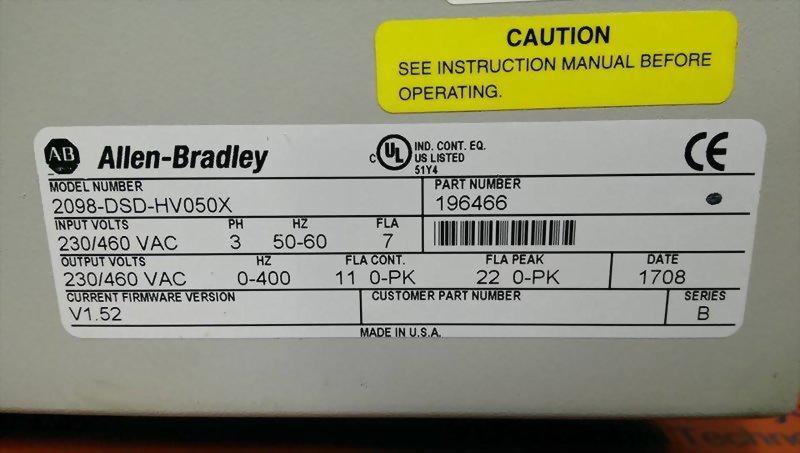 CAUTION
SEE INSTRUCTION MANUAL BEFORE
OPERATING.
AB Allen-Bradley
C UL IND. CONT. EQ.
US LISTED
51Y4
CE
MODEL NUMBER PART NUMBER
2098-DSD-HV050X 196466
INPUT VOLTS PH HZ FLA
230/460 VAC 3 50-60 7
OUTPUT VOLTS HZ FLA CONT. FLA PEAK DATE
230/460 VAC 0-400 11 0-PK 22 0-PK 1708
CURRENT FIRMWARE VERSION CUSTOMER PART NUMBER SERIES
V1.52 B
MADE IN U.S.A.